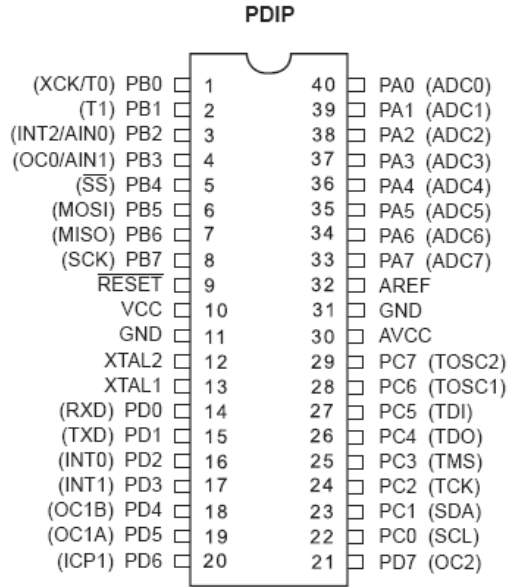 PDIP
(XCK/T0) PB0 1 40 PA0 (ADC0)
(T1) PB1 2 39 PA1 (ADC1)
(INT2/AIN0) PB2 3 38 PA2 (ADC2)
(OC0/AIN1) PB3 4 37 PA3 (ADC3)
(SS) PB4 5 36 PA4 (ADC4)
(MOSI) PB5 6 35 PA5 (ADC5)
(MISO) PB6 7 34 PA6 (ADC6)
(SCK) PB7 8 33 PA7 (ADC7)
RESET 9 32 AREF
VCC 10 31 GND
GND 11 30 AVCC
XTAL2 12 29 PC7 (TOSC2)
XTAL1 13 28 PC6 (TOSC1)
(RXD) PD0 14 27 PC5 (TDI)
(TXD) PD1 15 26 PC4 (TDO)
(INT0) PD2 16 25 PC3 (TMS)
(INT1) PD3 17 24 PC2 (TCK)
(OC1B) PD4 18 23 PC1 (SDA)
(OC1A) PD5 19 22 PC0 (SCL)
(ICP1) PD6 20 21 PD7 (OC2)